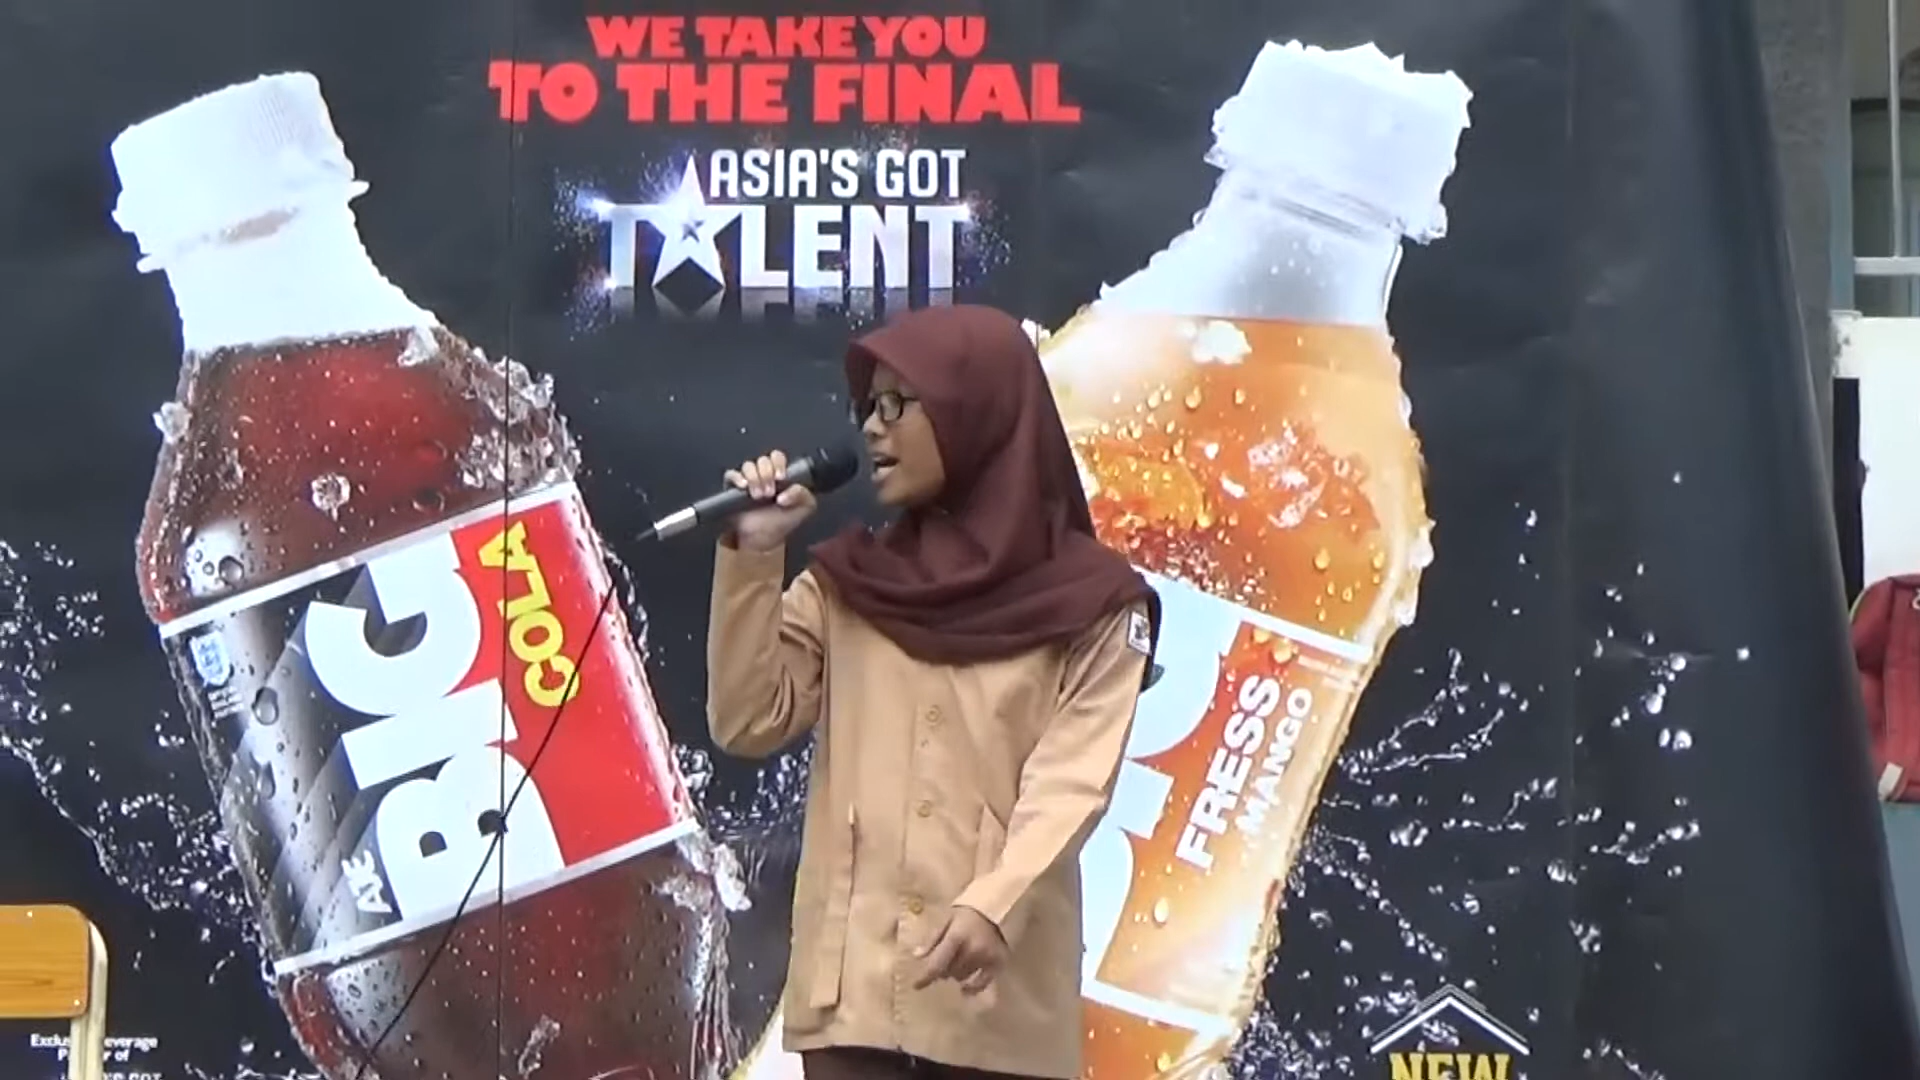 WE TAKE YOU
TO THE FINAL
ASIA'S GOT
TALENT
AJE
BIG
COLA
FRESS
MANGO
NEW